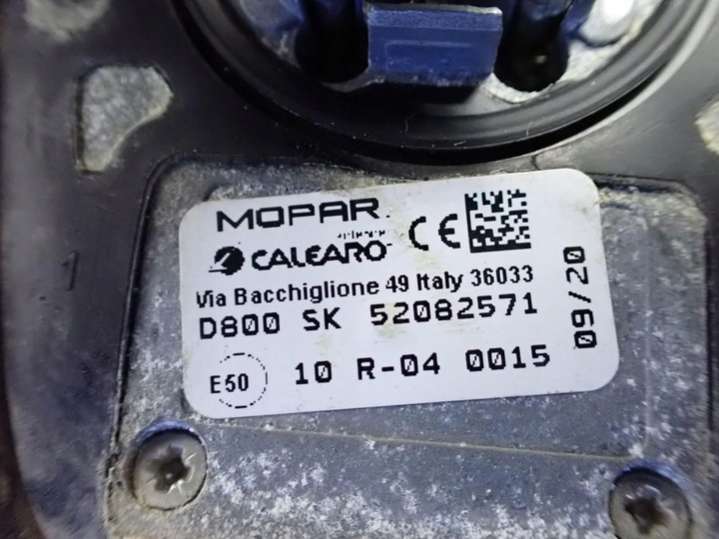 MOPAR
CALEARO
CE
Via Bacchiglione 49 Italy 36033
D800 SK 52082571
E50
10 R-04 0015
09/20